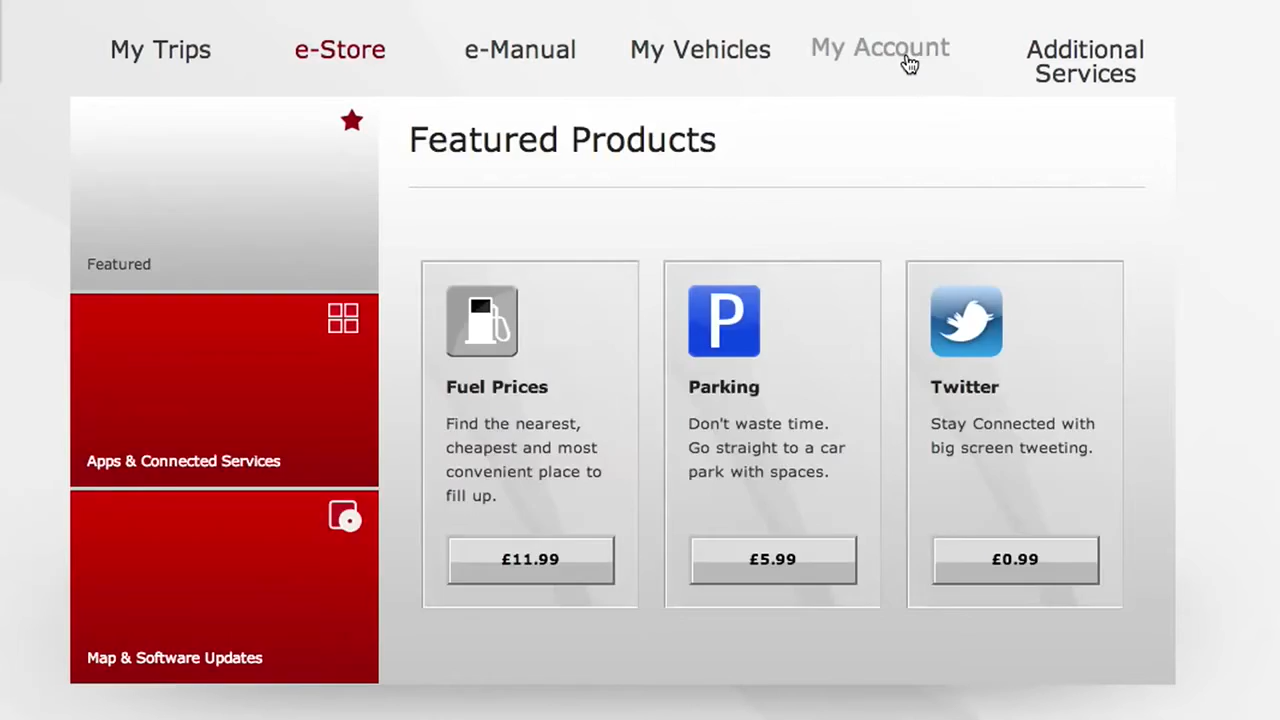 My Trips
e-Store
e-Manual
My Vehicles
My Account
Additional
Services
Featured
Apps & Connected Services
Map & Software Updates
Featured Products
P
Fuel Prices
Find the nearest,
cheapest and most
convenient place to
fill up.
£11.99
Parking
Don't waste time.
Go straight to a car
park with spaces.
£5.99
Twitter
Stay Connected with
big screen tweeting.
£0.99